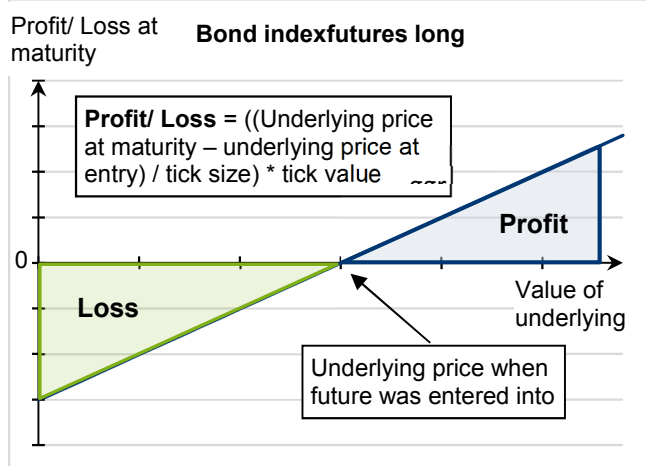 Profit/ Loss at
maturity
Bond indexfutures long
Profit/ Loss = ((Underlying price
at maturity – underlying price at
entry) / tick size) * tick value
Profit
0
Loss
Value of
underlying
Underlying price when
future was entered into